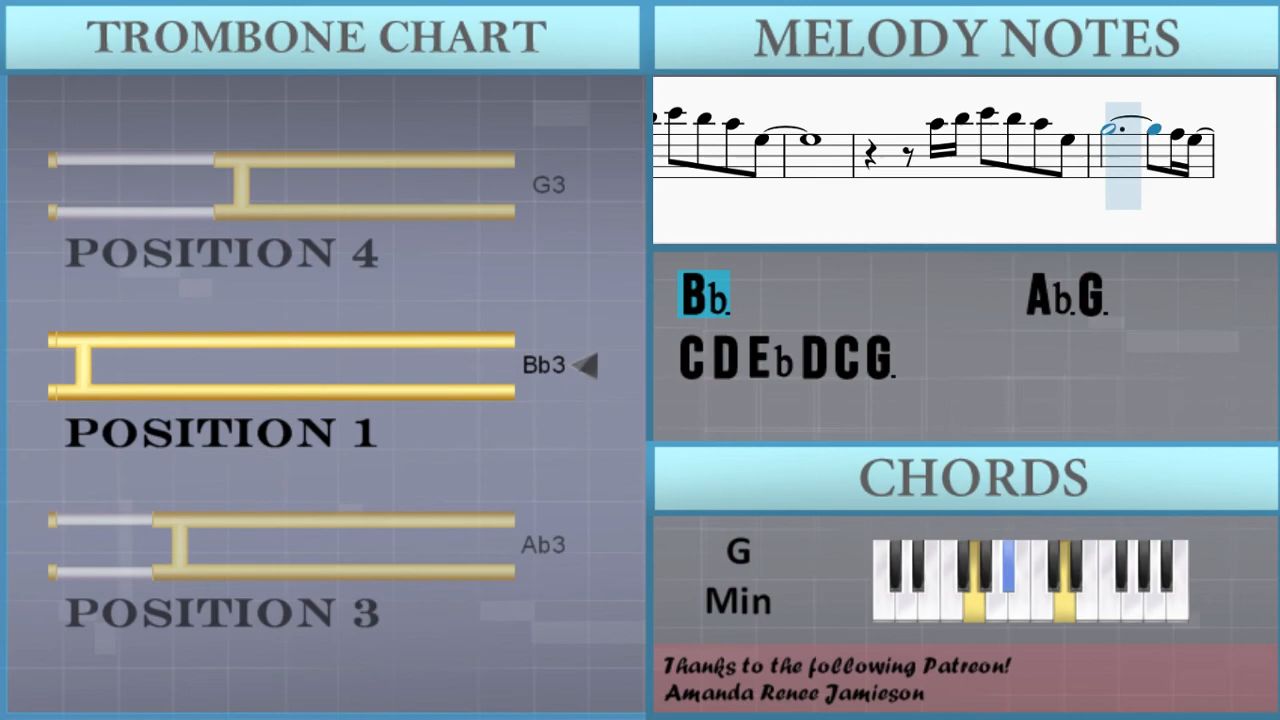 TROMBONE CHART
G3
POSITION 4
Bb3
POSITION 1
Ab3
POSITION 3
MELODY NOTES
Bb. Ab.G.
C D Eb D C G.
CHORDS
G
Min
Thanks to the following Patreon!
Amanda Renee Jamieson